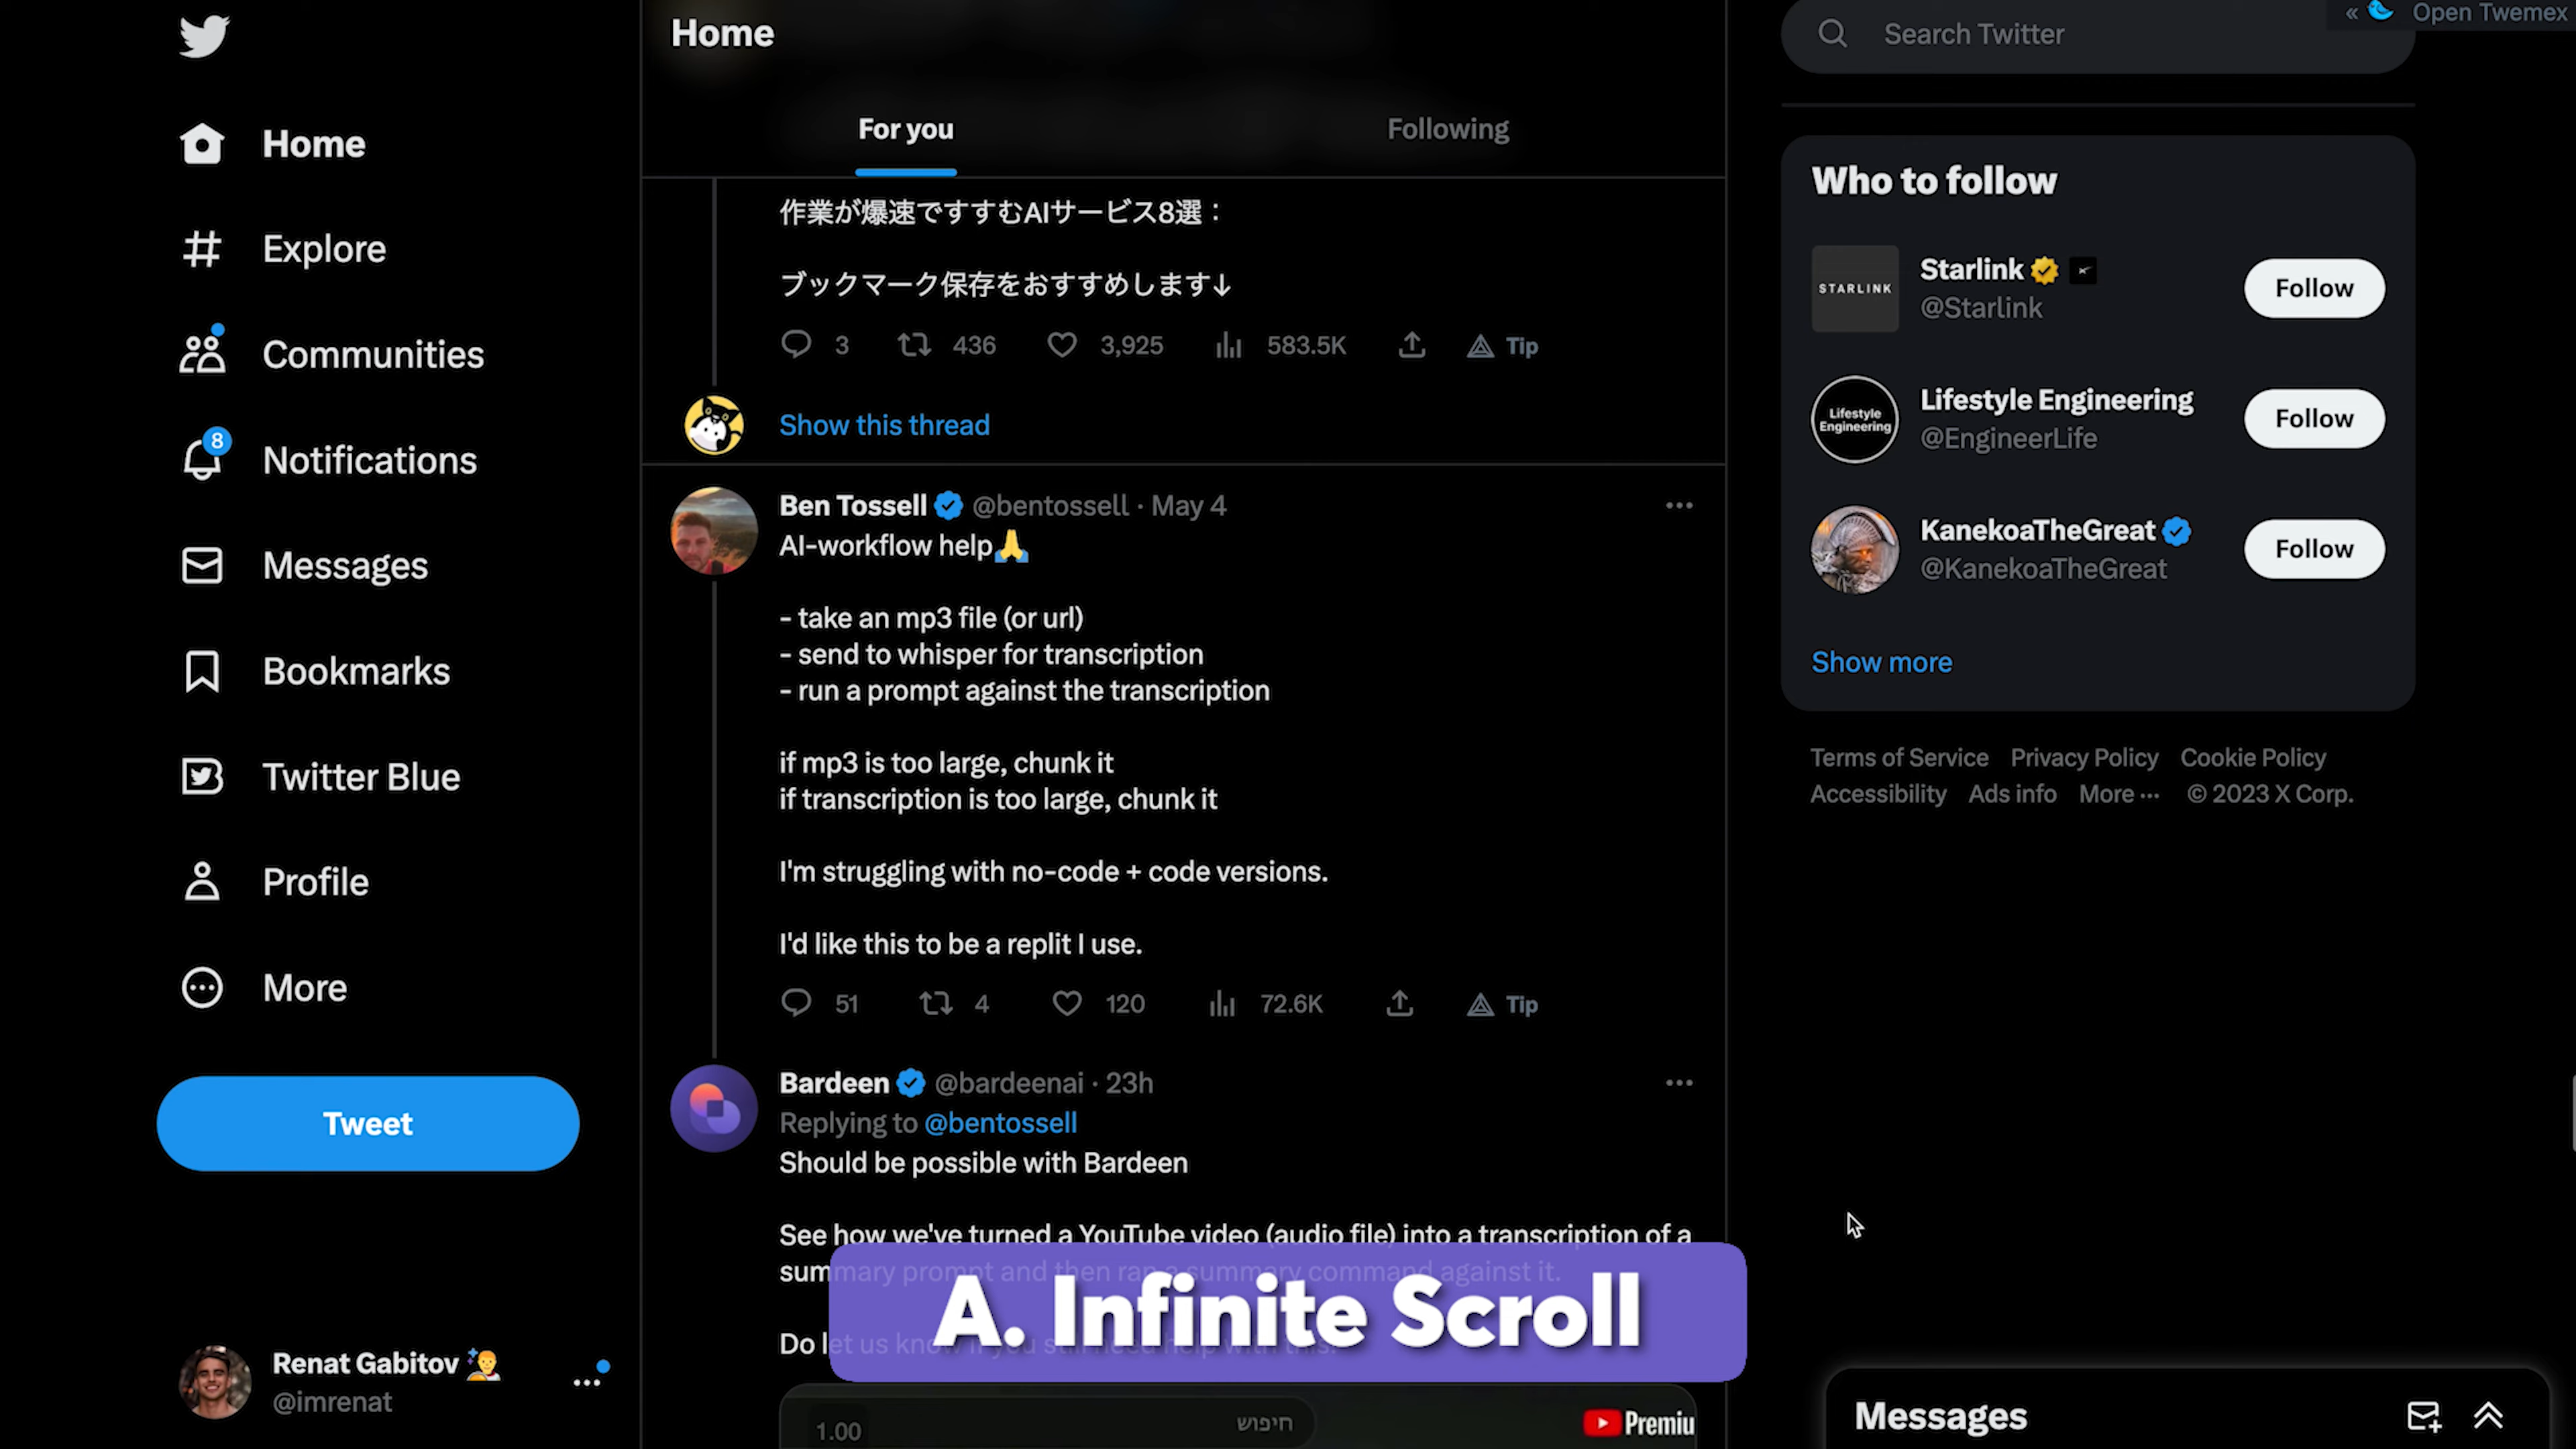 Home
Explore
Communities
8
Notifications
Messages
Bookmarks
Twitter Blue
Profile
More
Tweet
Renat Gabitov
@imrenat
Home
For you
Following
作業が爆速ですすむAIサービス8選：
ブックマーク保存をおすすめします↓
3 436 3,925 583.5K Tip
Show this thread
Ben Tossell @bentossell · May 4
AI-workflow help🙏
- take an mp3 file (or url)
- send to whisper for transcription
- run a prompt against the transcription
if mp3 is too large, chunk it
if transcription is too large, chunk it
I'm struggling with no-code + code versions.
I'd like this to be a replit I use.
51 4 120 72.6K Tip
Bardeen @bardeenai · 23h
Replying to @bentossell
Should be possible with Bardeen
See how we've turned a YouTube video (audio file) into a transcription of a
summary prompt and then ran a summary command against it.
Do let us know if you still need help with this.
A. Infinite Scroll
1.00
חיפוש
Premiu
« Open Twemex
Search Twitter
Who to follow
STARLINK
Starlink
@Starlink
Follow
Lifestyle
Engineering
Lifestyle Engineering
@EngineerLife
Follow
KanekoaTheGreat
@KanekoaTheGreat
Follow
Show more
Terms of Service Privacy Policy Cookie Policy
Accessibility Ads info More ··· © 2023 X Corp.
Messages